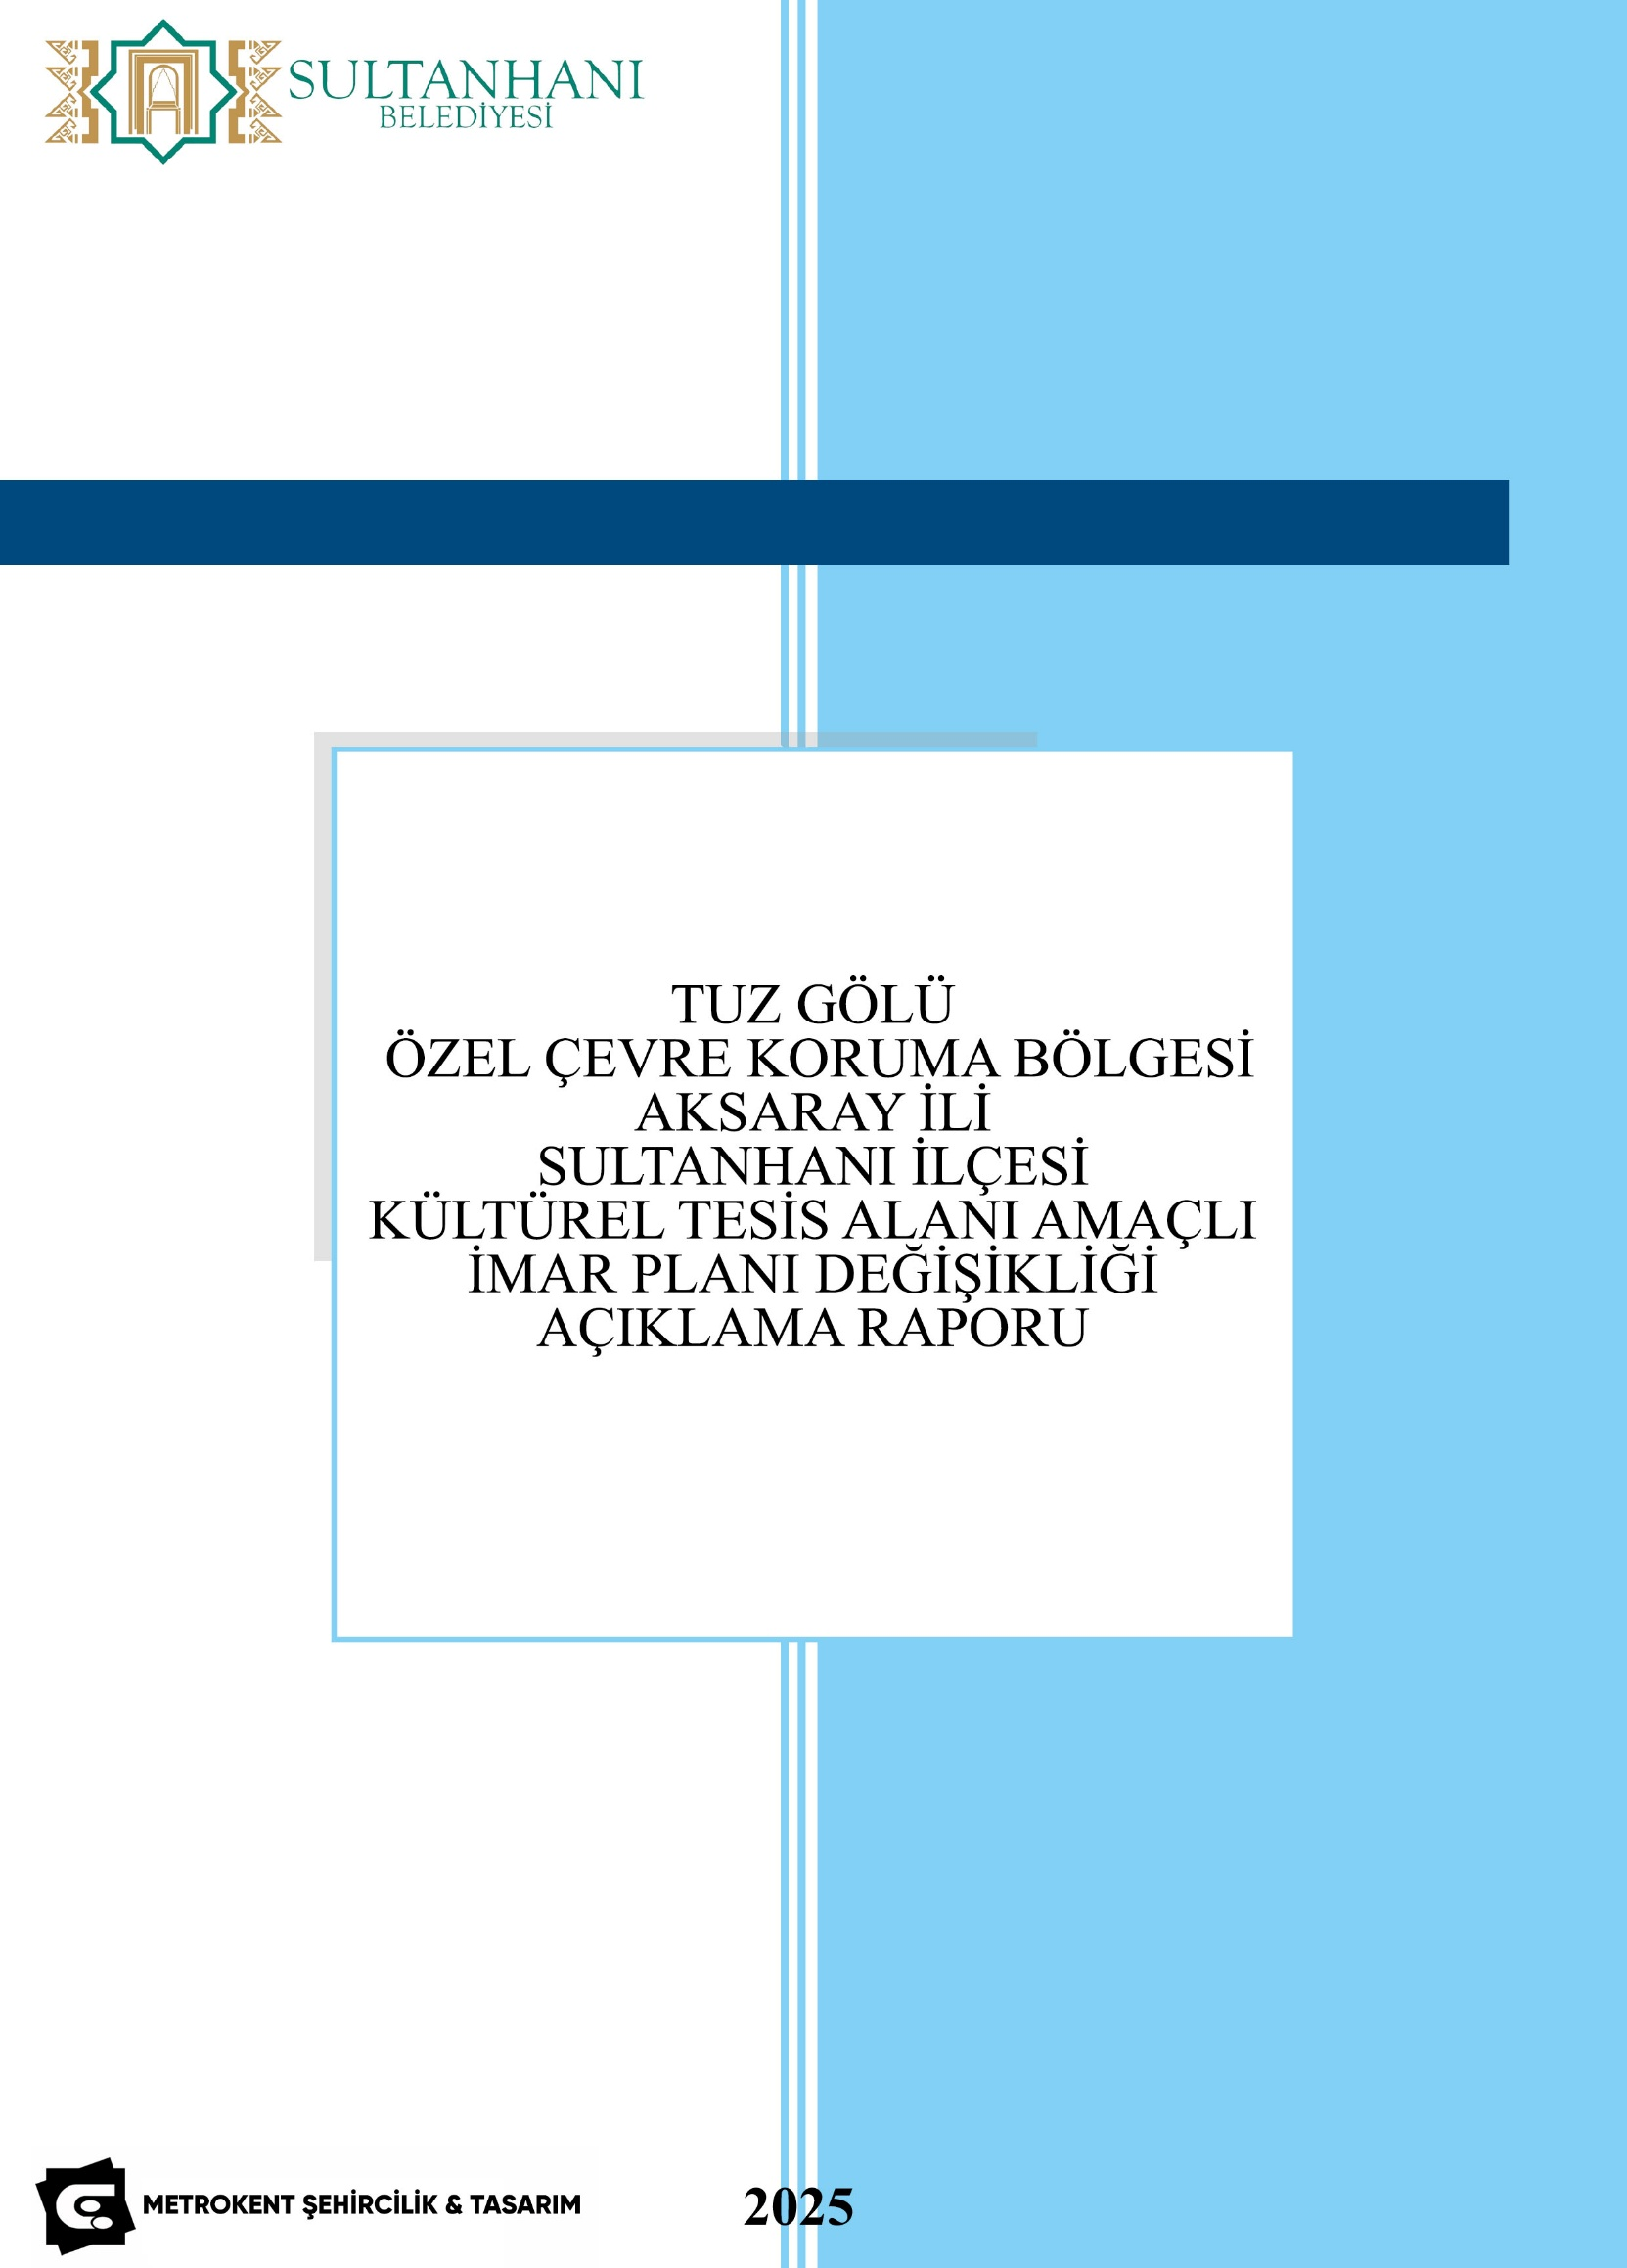 SULTANHANI
BELEDİYESİ
TUZ GÖLÜ
ÖZEL ÇEVRE KORUMA BÖLGESİ
AKSARAY İLİ
SULTANHANI İLÇESİ
KÜLTÜREL TESİS ALANI AMAÇLI
İMAR PLANI DEĞİŞİKLİĞİ
AÇIKLAMA RAPORU
METROKENT ŞEHİRCİLİK & TASARIM
2025